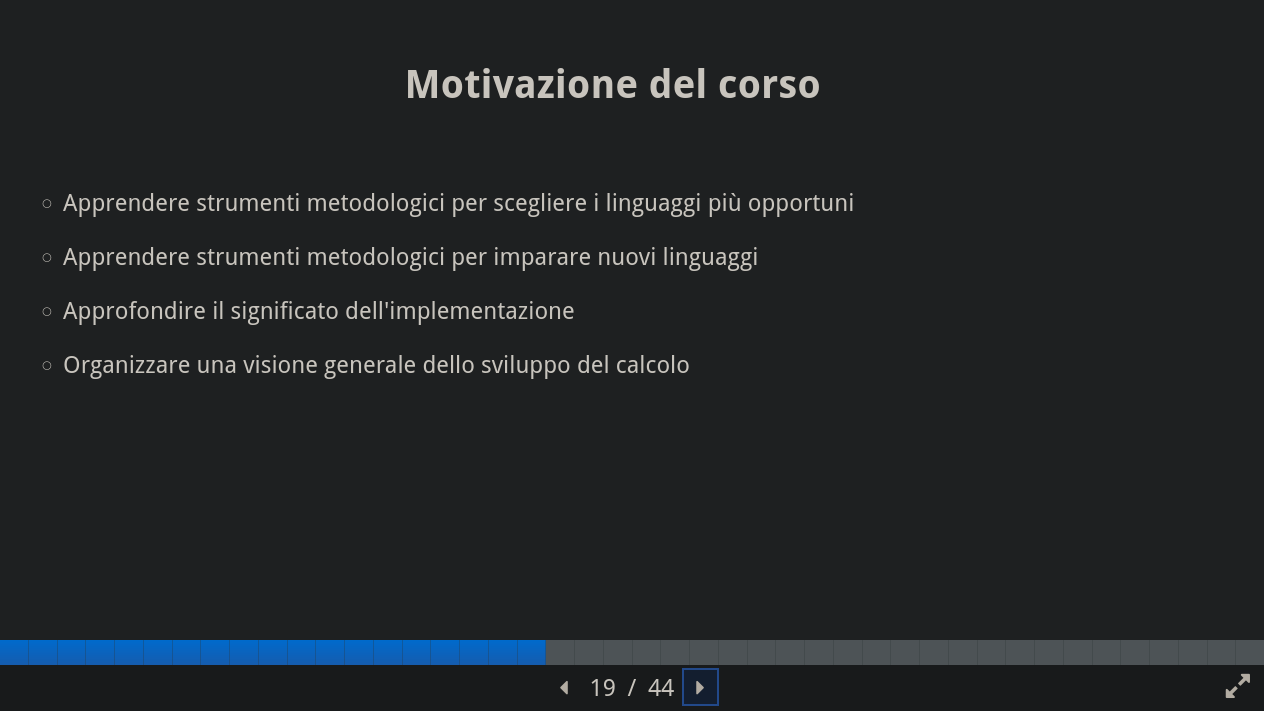 Motivazione del corso
Apprendere strumenti metodologici per scegliere i linguaggi più opportuni
Apprendere strumenti metodologici per imparare nuovi linguaggi
Approfondire il significato dell'implementazione
Organizzare una visione generale dello sviluppo del calcolo
19 / 44